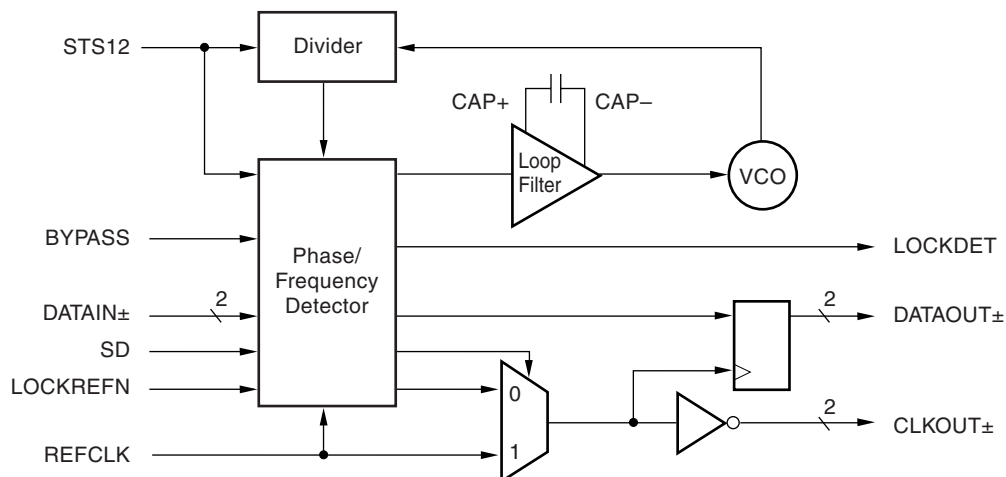 STS12
Divider
CAP+
CAP–
Loop
Filter
VCO
BYPASS
LOCKDET
Phase/
Frequency
Detector
DATAIN±
2
2
DATAOUT±
SD
LOCKREFN
0
2
CLKOUT±
REFCLK
1